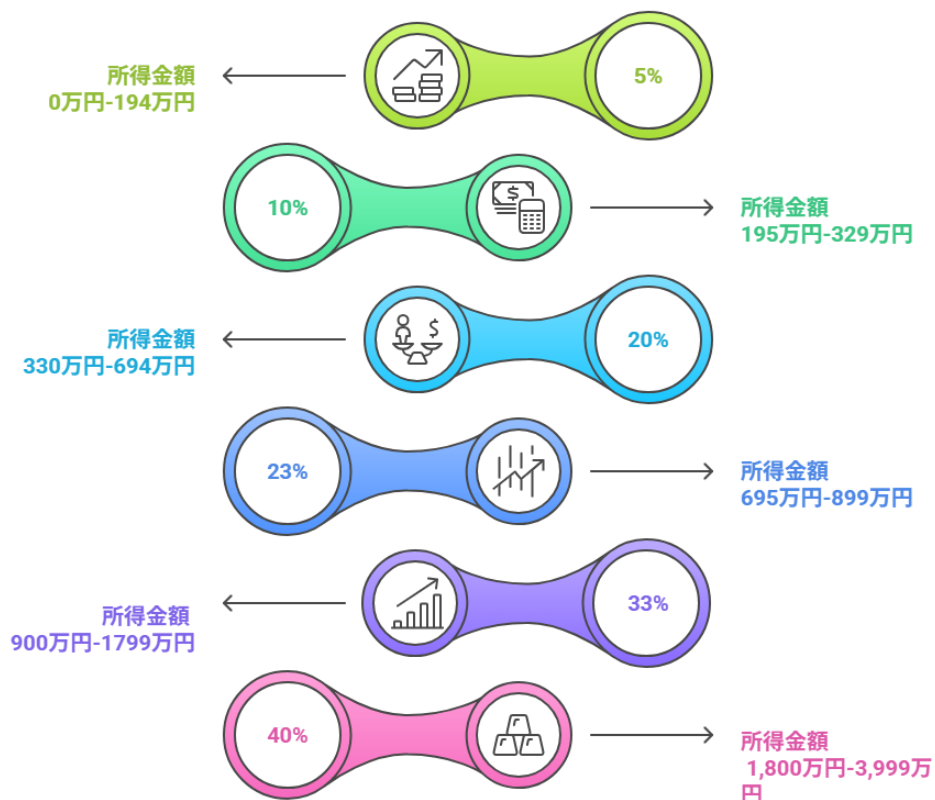 所得金額
0万円-194万円
5%
10%
所得金額
195万円-329万円
所得金額
330万円-694万円
20%
23%
所得金額
695万円-899万円
所得金額
900万円-1799万円
33%
40%
所得金額
1,800万円-3,999万
円